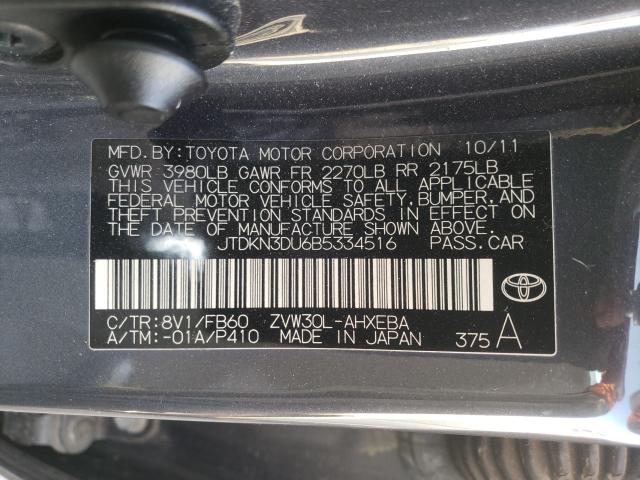 MFD.BY:TOYOTA MOTOR CORPORATION 10/11
GVWR 3980LB GAWR FR 2270LB RR 2175LB
THIS VEHICLE CONFORMS TO ALL APPLICABLE
FEDERAL MOTOR VEHICLE SAFETY,BUMPER,AND
THEFT PREVENTION STANDARDS IN EFFECT ON
THE DATE OF MANUFACTURE SHOWN ABOVE.
JTDKN3DU6B5334516 PASS.CAR
C/TR:8V1/FB60 ZVW30L-AHXEBA
A/TM:-01A/P410 MADE IN JAPAN 375 A